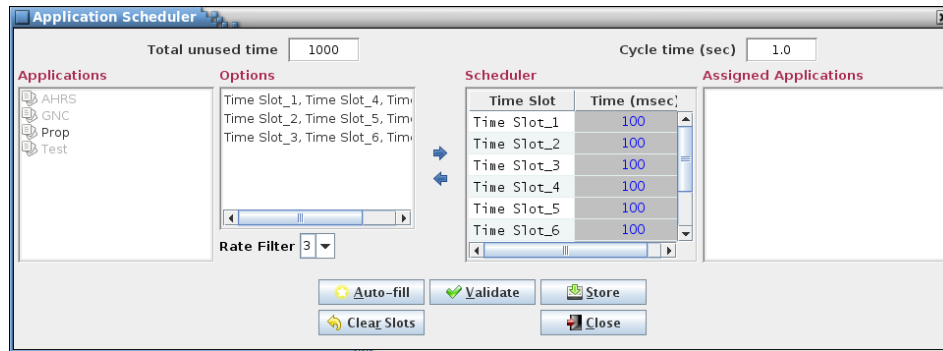 Application Scheduler
Total unused time 1000
Cycle time (sec) 1.0
Applications
AHRS
GNC
Prop
Test
Options
Time Slot_1, Time Slot_4, Tim
Time Slot_2, Time Slot_5, Tim
Time Slot_3, Time Slot_6, Tim
Rate Filter 3
Scheduler
Time Slot Time (msec)
Time Slot_1 100
Time Slot_2 100
Time Slot_3 100
Time Slot_4 100
Time Slot_5 100
Time Slot_6 100
Assigned Applications
Auto-fill
Validate
Store
Clear Slots
Close